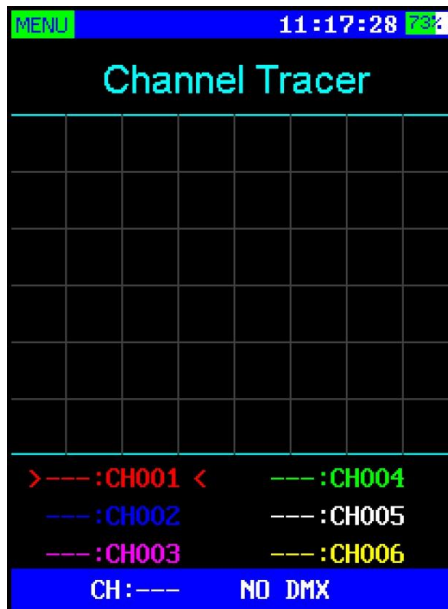 MENU 11:17:28 73%
Channel Tracer
>---:CH001 < ---:CH004
---:CH002 ---:CH005
---:CH003 ---:CH006
CH:--- NO DMX